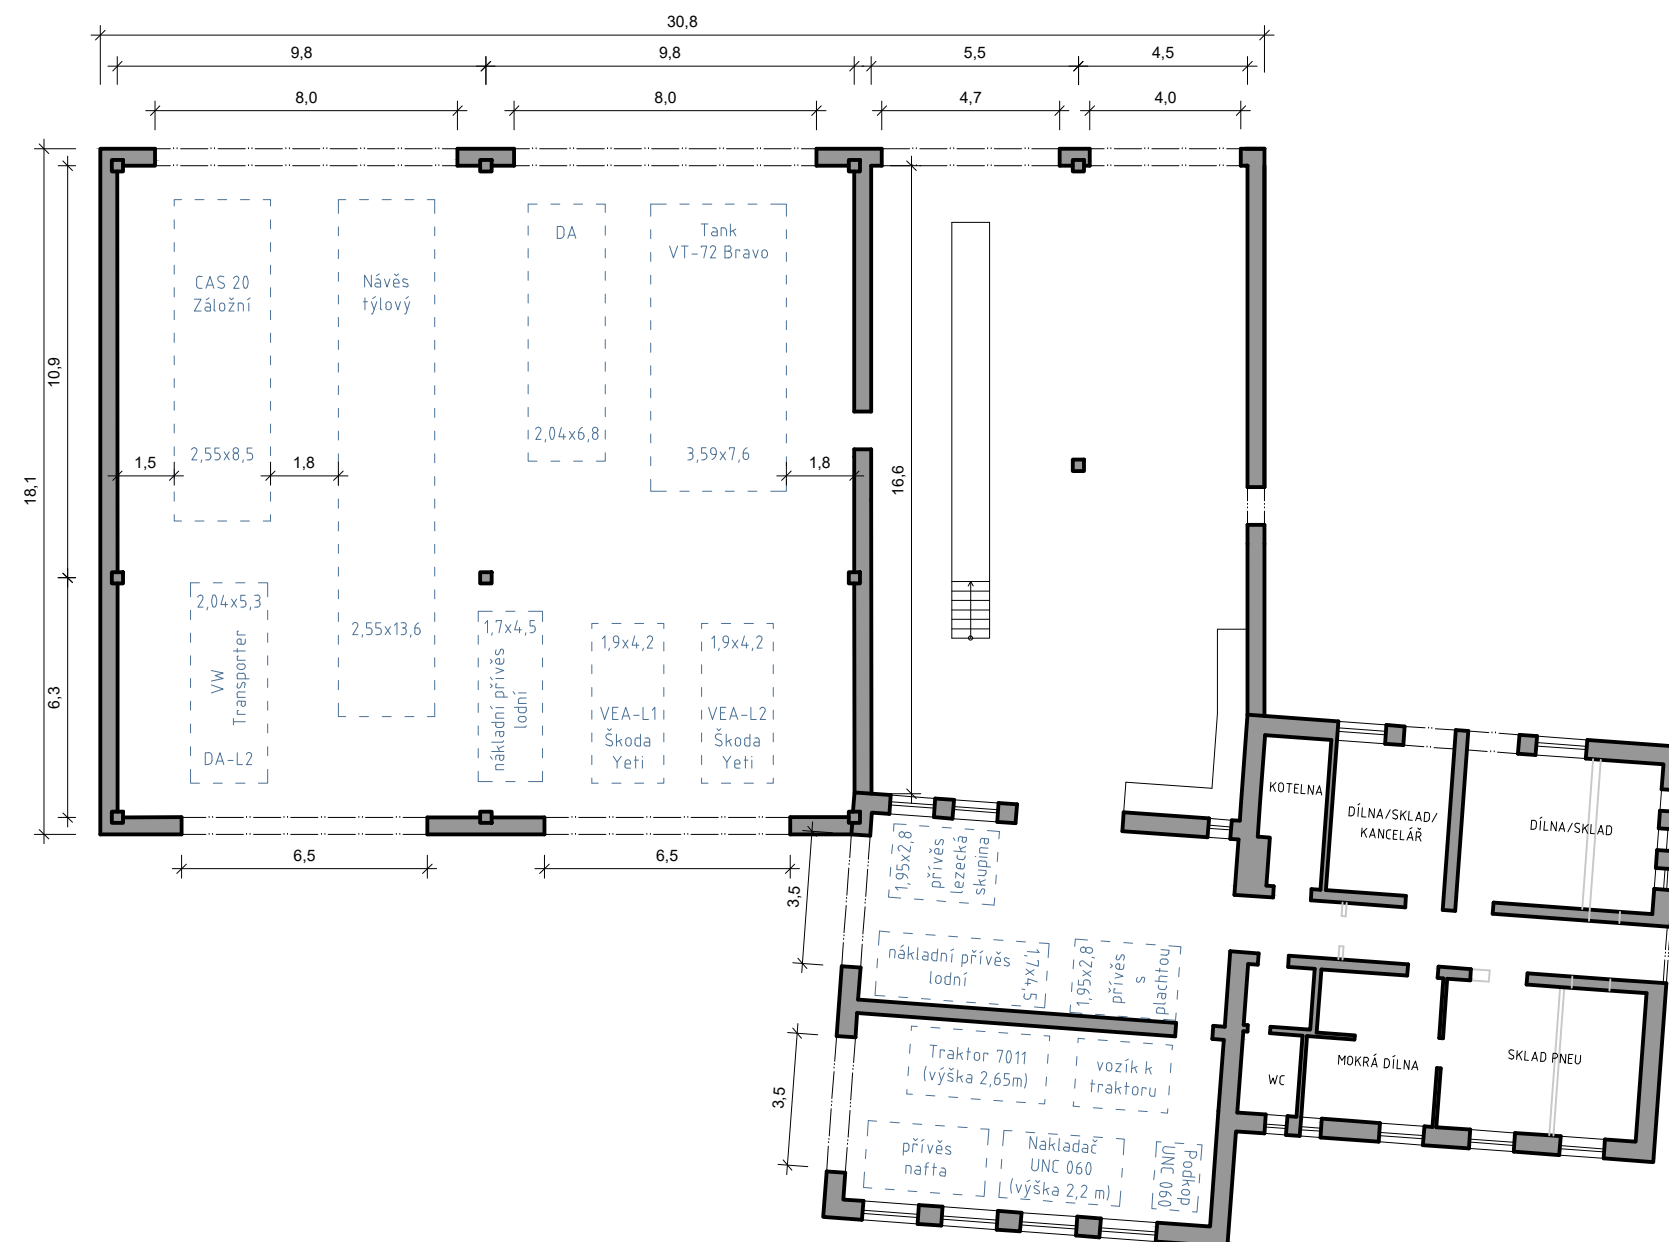 30,8
9,8
9,8
5,5
4,5
8,0
8,0
4,7
4,0
18,1
10,9
6,3
CAS 20
Záložní
2,55x8,5
Návěs
týlový
2,55x13,6
DA
2,04x6,8
Tank
VT-72 Bravo
3,59x7,6
1,5
1,8
1,8
16,6
2,04x5,3
VW
Transporter
DA-L2
1,7x4,5
nákladní přívěs
lodní
1,9x4,2
VEA-L1
Škoda
Yeti
1,9x4,2
VEA-L2
Škoda
Yeti
6,5
6,5
3,5
3,5
1,95x2,8
přívěs
lezecká
skupina
nákladní přívěs
lodní
1,7x4,5
1,95x2,8
přívěs
s
plachtou
Traktor 7011
(výška 2,65m)
vozík k
traktoru
přívěs
nafta
Nakladač
UNC 060
(výška 2,2 m)
Podkop
UNC 060
KOTELNA
DÍLNA/SKLAD/
KANCELÁŘ
DÍLNA/SKLAD
WC
MOKRÁ DÍLNA
SKLAD PNEU